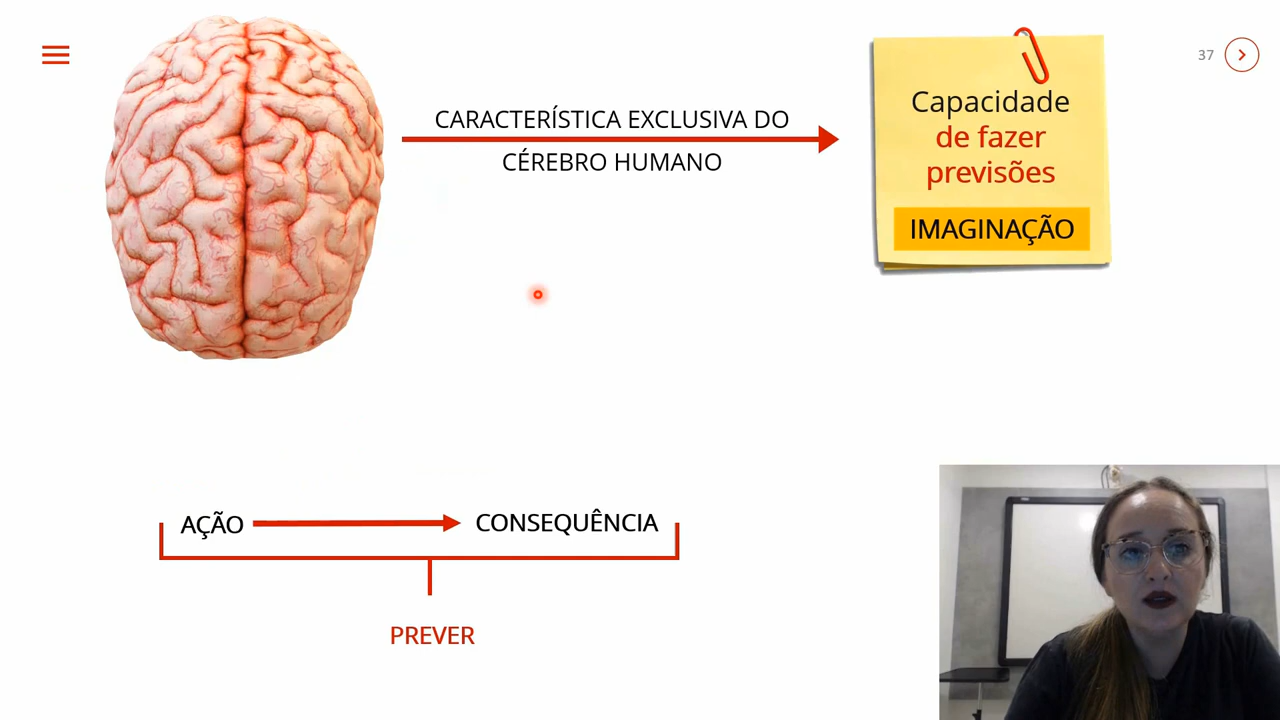 37
CARACTERÍSTICA EXCLUSIVA DO
CÉREBRO HUMANO
Capacidade
de fazer
previsões
IMAGINAÇÃO
AÇÃO
CONSEQUÊNCIA
PREVER